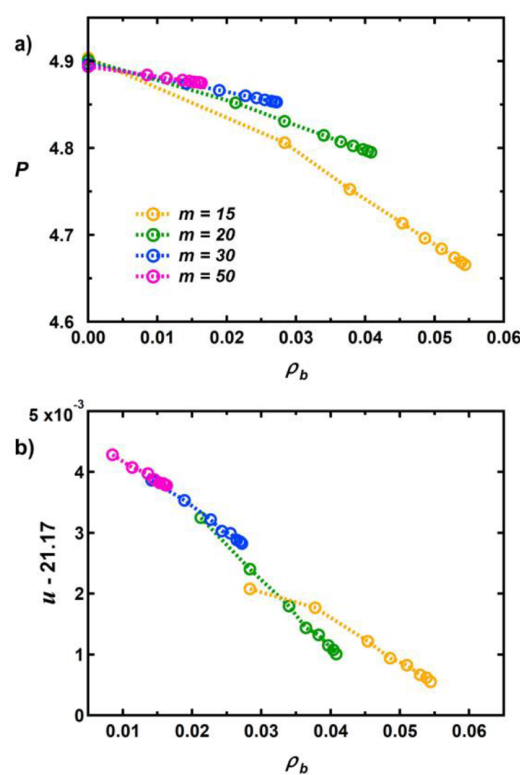 a)
4.9
4.8
4.7
4.6
P
m = 15
m = 20
m = 30
m = 50
0.00 0.01 0.02 0.03 0.04 0.05 0.06
ρb
b)
5 x10-3
4
3
2
1
0
u - 21.17
0.01 0.02 0.03 0.04 0.05 0.06
ρb